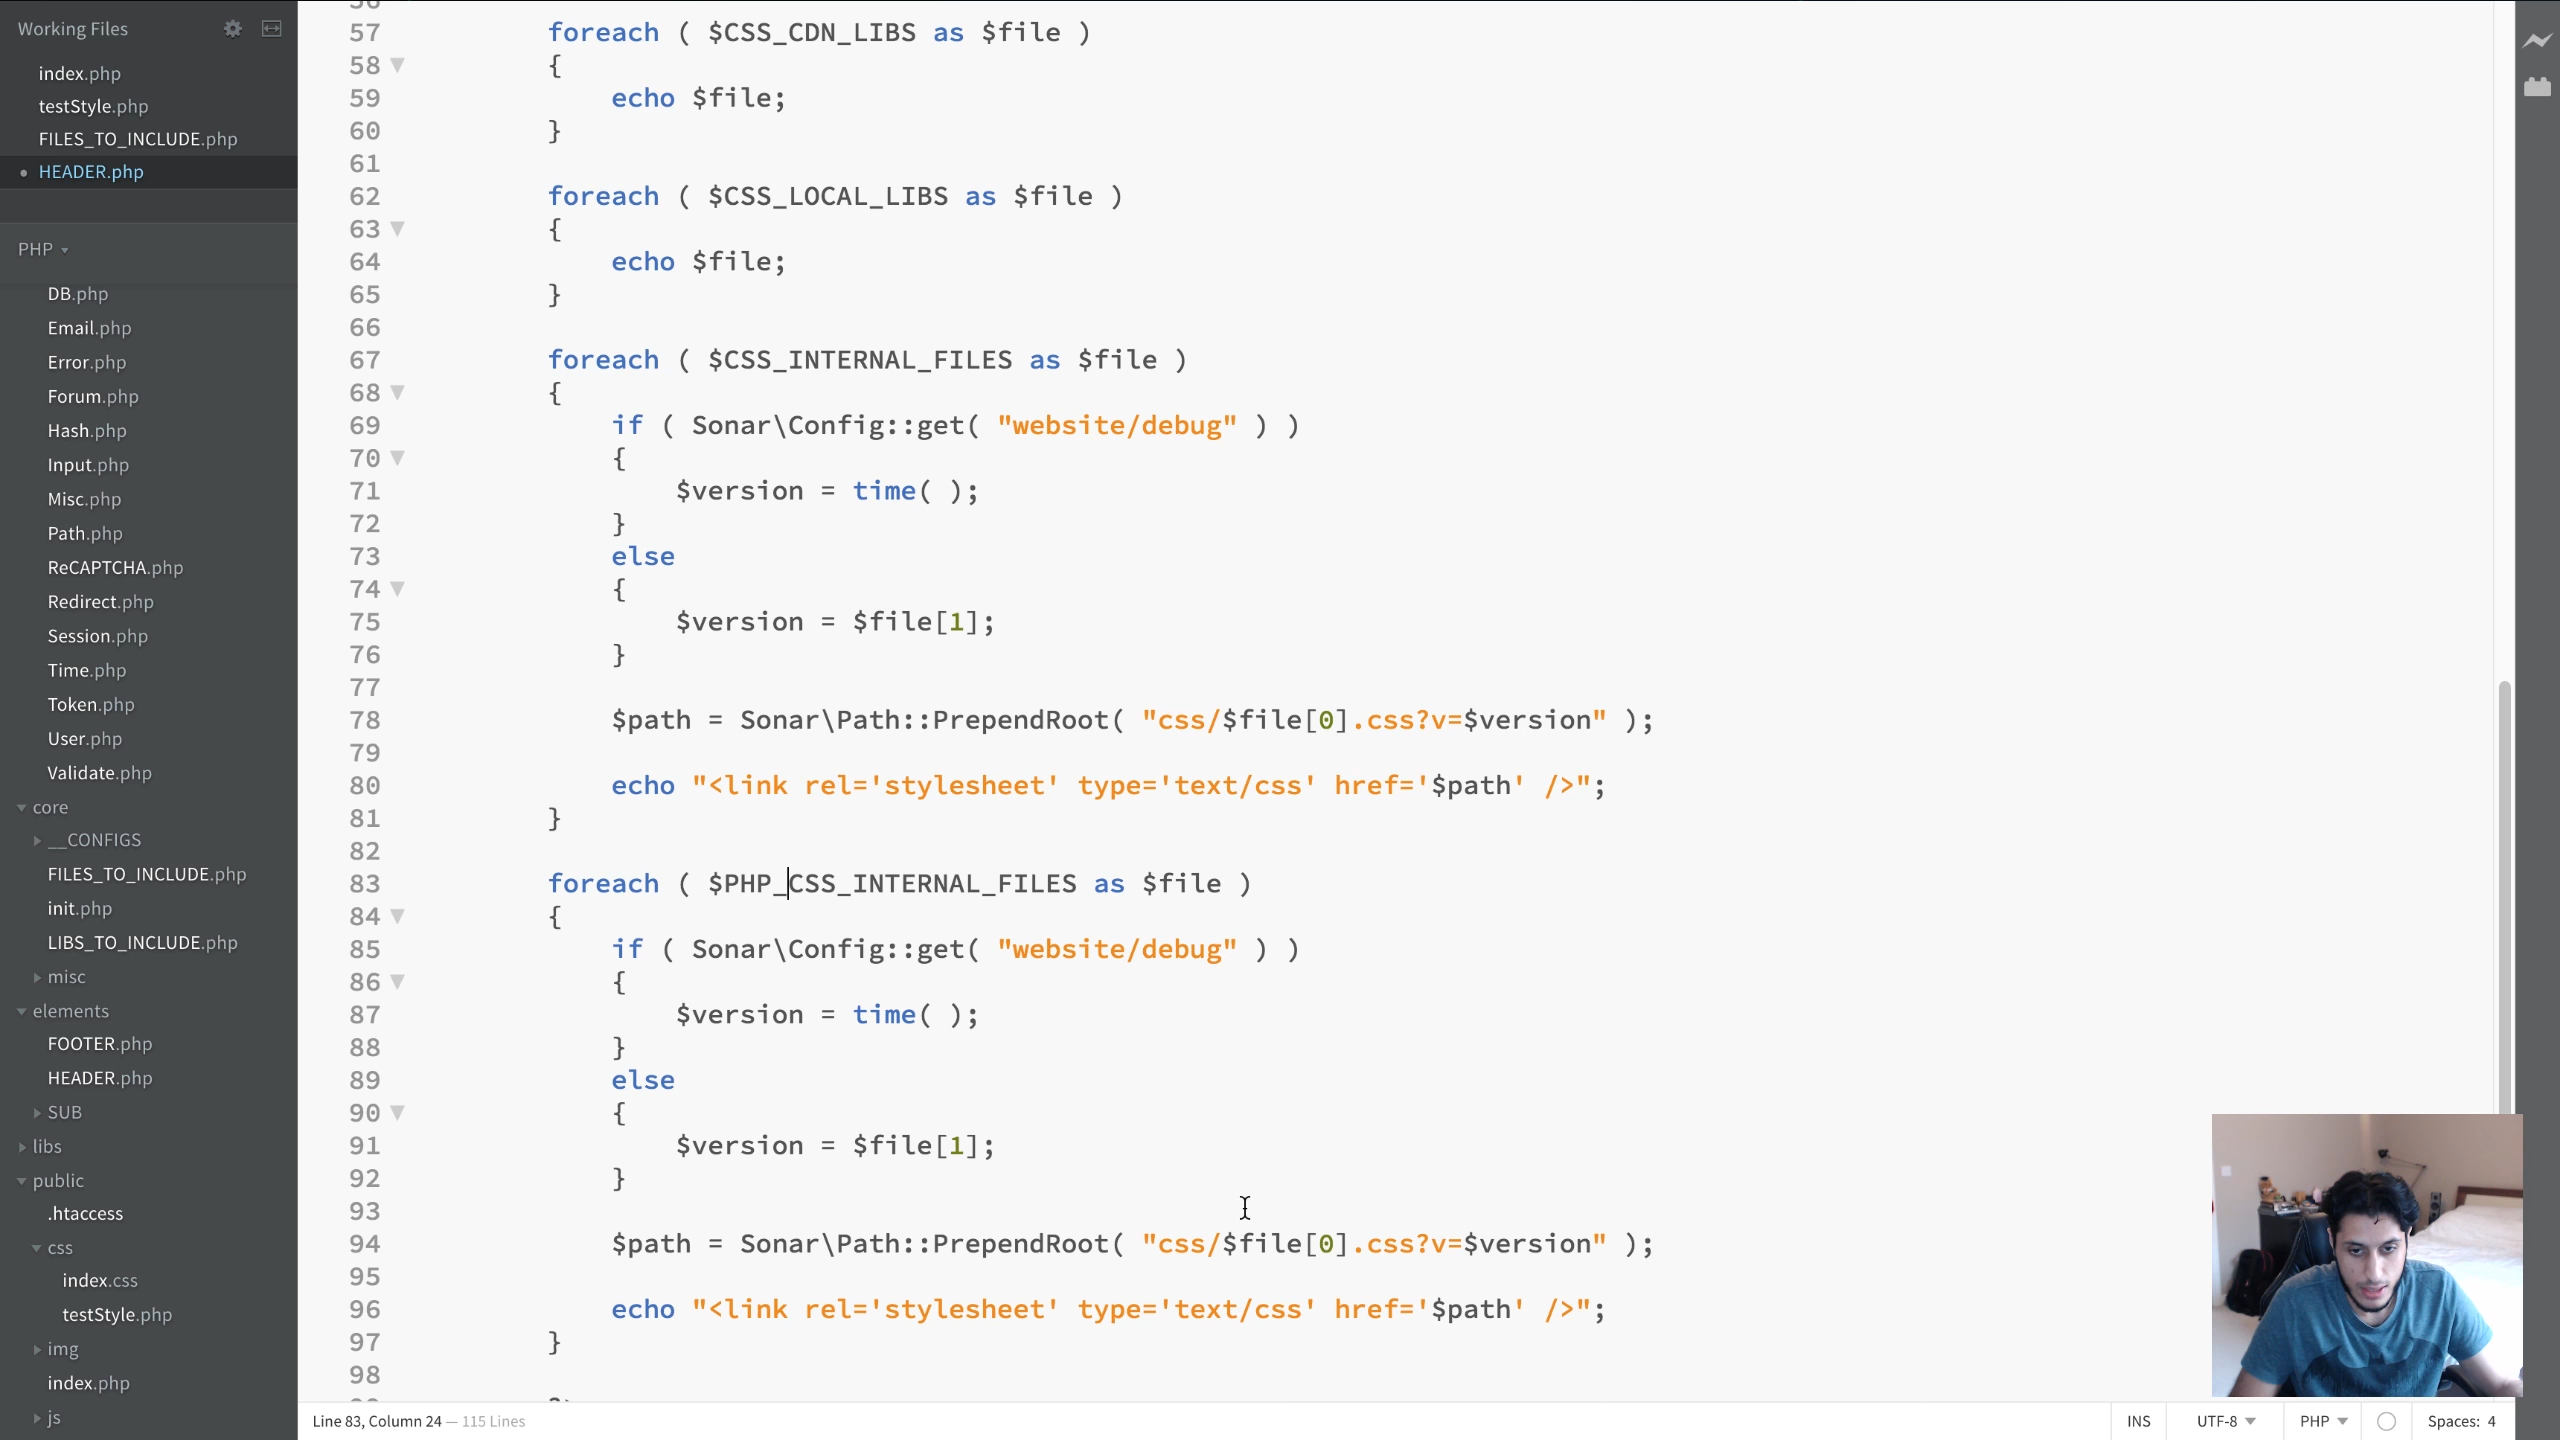 Working Files
index.php
testStyle.php
FILES_TO_INCLUDE.php
HEADER.php
PHP
DB.php
Email.php
Error.php
Forum.php
Hash.php
Input.php
Misc.php
Path.php
ReCAPTCHA.php
Redirect.php
Session.php
Time.php
Token.php
User.php
Validate.php
core
__CONFIGS
FILES_TO_INCLUDE.php
init.php
LIBS_TO_INCLUDE.php
misc
elements
FOOTER.php
HEADER.php
SUB
libs
public
.htaccess
css
index.css
testStyle.php
img
index.php
js
57 foreach ( $CSS_CDN_LIBS as $file )
58 {
59 echo $file;
60 }
61
62 foreach ( $CSS_LOCAL_LIBS as $file )
63 {
64 echo $file;
65 }
66
67 foreach ( $CSS_INTERNAL_FILES as $file )
68 {
69 if ( Sonar\Config::get( "website/debug" ) )
70 {
71 $version = time( );
72 }
73 else
74 {
75 $version = $file[1];
76 }
77
78 $path = Sonar\Path::PrependRoot( "css/$file[0].css?v=$version" );
79
80 echo "<link rel='stylesheet' type='text/css' href='$path' />";
81 }
82
83 foreach ( $PHP_CSS_INTERNAL_FILES as $file )
84 {
85 if ( Sonar\Config::get( "website/debug" ) )
86 {
87 $version = time( );
88 }
89 else
90 {
91 $version = $file[1];
92 }
93
94 $path = Sonar\Path::PrependRoot( "css/$file[0].css?v=$version" );
95
96 echo "<link rel='stylesheet' type='text/css' href='$path' />";
97 }
98
Line 83, Column 24 — 115 Lines
INS UTF-8 PHP Spaces: 4